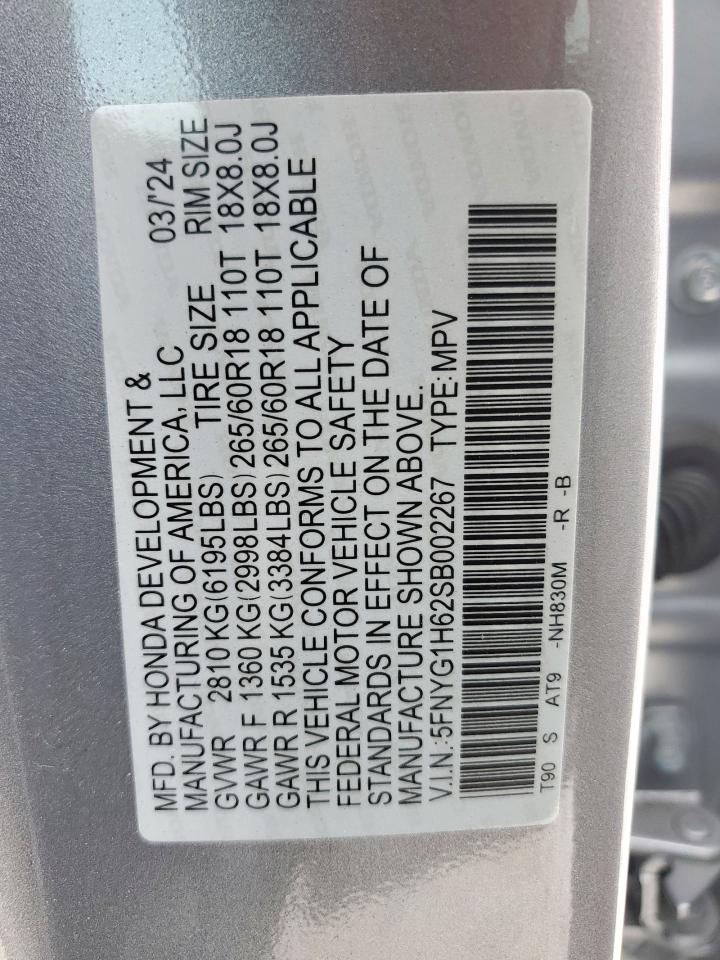 MFD. BY HONDA DEVELOPMENT &
MANUFACTURING OF AMERICA, LLC 03/'24
GVWR 2810 KG(6195LBS) TIRE SIZE RIM SIZE
GAWR F 1360 KG(2998LBS)265/60R18 110T 18X8.0J
GAWR R 1535 KG(3384LBS)265/60R18 110T 18X8.0J
THIS VEHICLE CONFORMS TO ALL APPLICABLE
FEDERAL MOTOR VEHICLE SAFETY
STANDARDS IN EFFECT ON THE DATE OF
MANUFACTURE SHOWN ABOVE.
V.I.N.:5FNYG1H62SB002267 TYPE:MPV
T90 S AT9 -NH830M -R -B